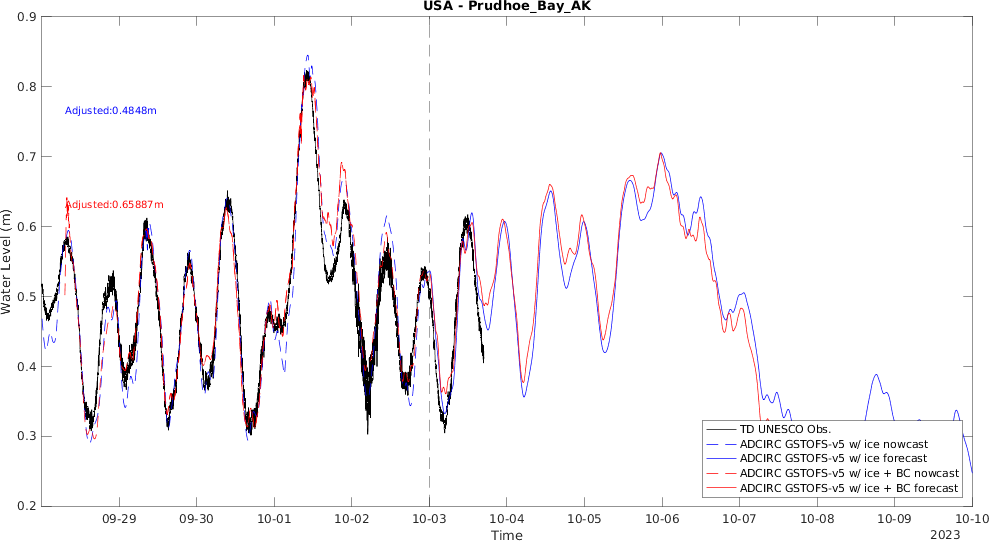 USA - Prudhoe_Bay_AK
0.9
0.8
0.7
0.6
0.5
0.4
0.3
0.2
Water Level (m)
Adjusted:0.4848m
Adjusted:0.65887m
TD UNESCO Obs.
ADCIRC GSTOFS-v5 w/ ice nowcast
ADCIRC GSTOFS-v5 w/ ice forecast
ADCIRC GSTOFS-v5 w/ ice + BC nowcast
ADCIRC GSTOFS-v5 w/ ice + BC forecast
09-29 09-30 10-01 10-02 10-03 10-04 10-05 10-06 10-07 10-08 10-09 10-10
Time
2023